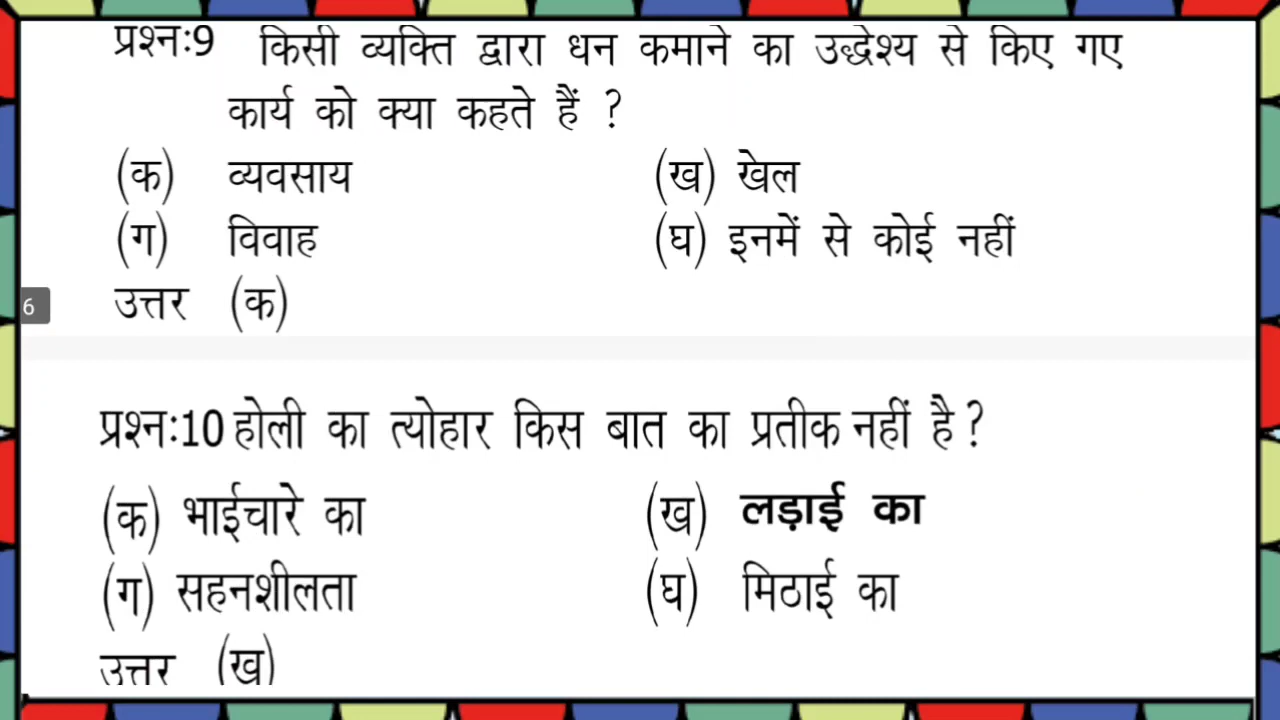 प्रश्न:9 किसी व्यक्ति द्वारा धन कमाने का उद्धेश्य से किए गए
कार्य को क्या कहते हैं ?
(क) व्यवसाय (ख) खेल
(ग) विवाह (घ) इनमें से कोई नहीं
उत्तर (क)
6
प्रश्न:10 होली का त्योहार किस बात का प्रतीक नहीं है ?
(क) भाईचारे का (ख) लड़ाई का
(ग) सहनशीलता (घ) मिठाई का
उत्तर (ख)